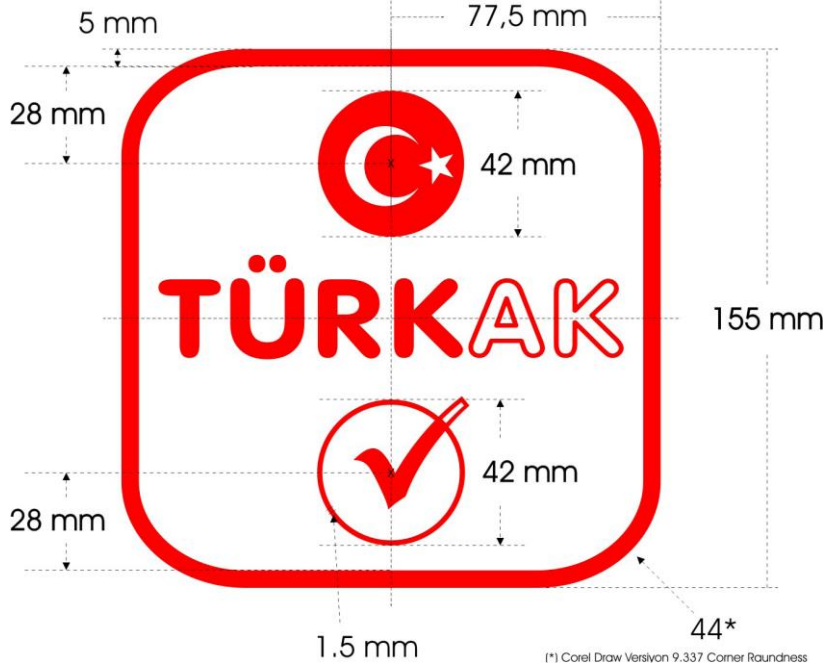 77,5 mm
5 mm
28 mm
42 mm
TÜRKAK
155 mm
42 mm
28 mm
1.5 mm
44*
(*) Corel Draw Versiyon 9.337 Corner Raundness